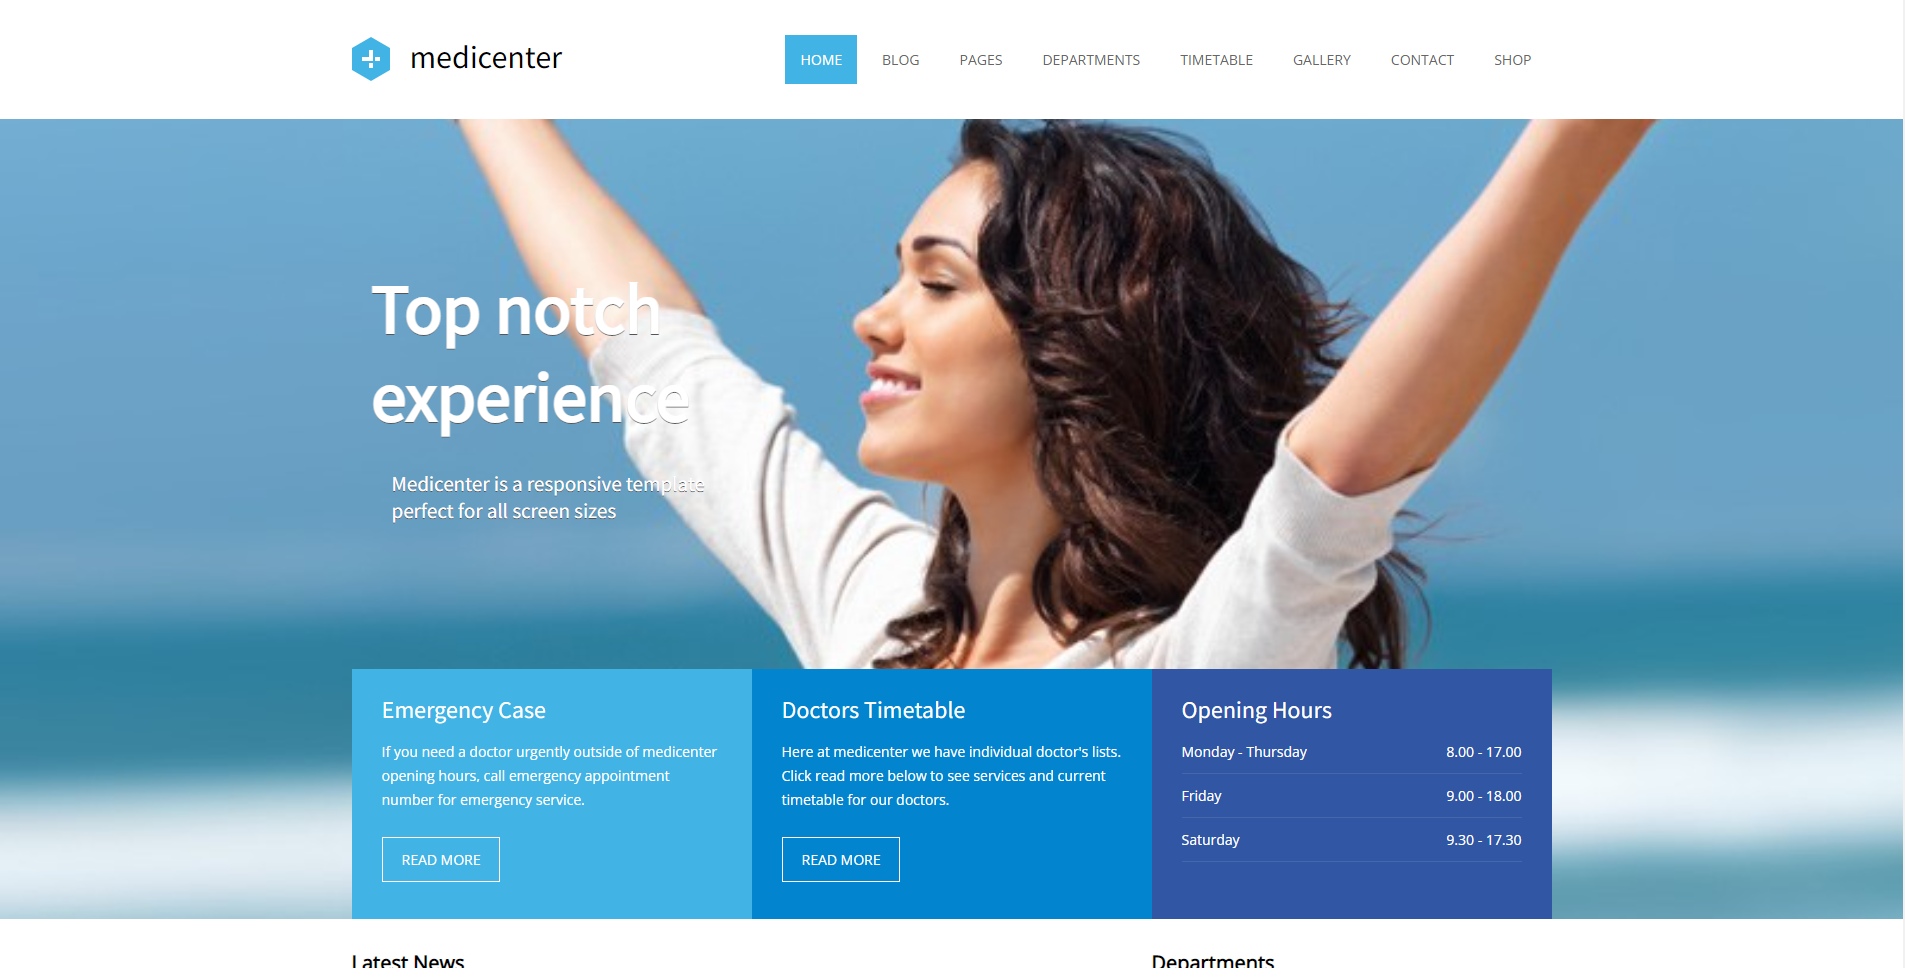 medicenter
HOME BLOG PAGES DEPARTMENTS TIMETABLE GALLERY CONTACT SHOP
Top notch
experience
Medicenter is a responsive template
perfect for all screen sizes
Emergency Case
If you need a doctor urgently outside of medicenter
opening hours, call emergency appointment
number for emergency service.
READ MORE
Doctors Timetable
Here at medicenter we have individual doctor's lists.
Click read more below to see services and current
timetable for our doctors.
READ MORE
Opening Hours
Monday - Thursday 8.00 - 17.00
Friday 9.00 - 18.00
Saturday 9.30 - 17.30
Latest News
Departments